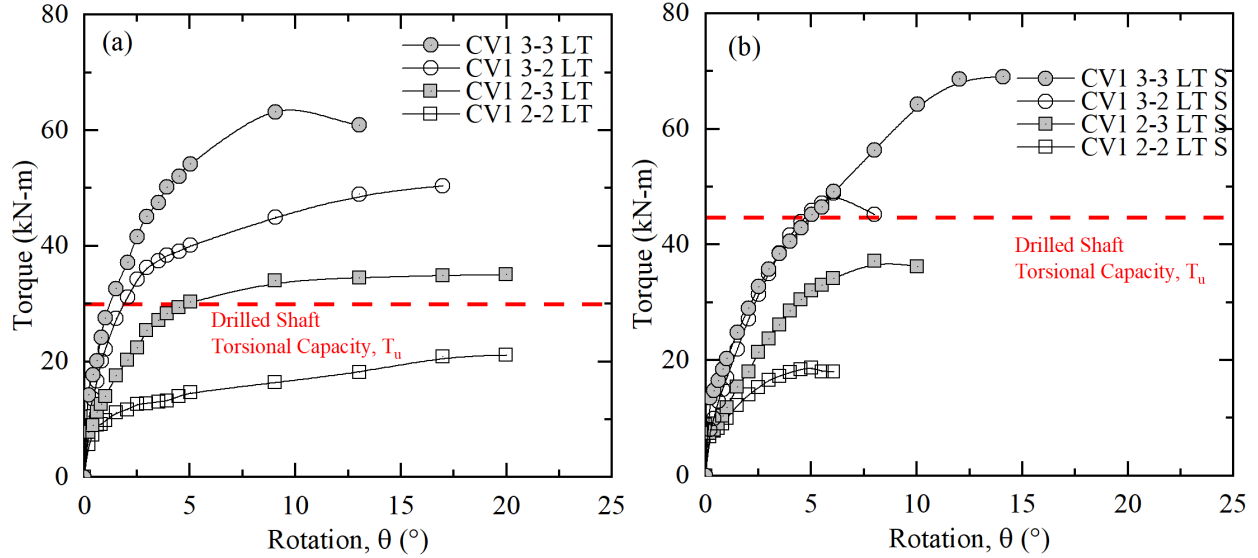 (a)
CV1 3-3 LT
CV1 3-2 LT
CV1 2-3 LT
CV1 2-2 LT
80
60
40
20
0
Torque (kN-m)
Drilled Shaft
Torsional Capacity, Tu
0 5 10 15 20 25
Rotation, θ (°)
(b)
CV1 3-3 LT S
CV1 3-2 LT S
CV1 2-3 LT S
CV1 2-2 LT S
80
60
40
20
0
Torque (kN-m)
Drilled Shaft
Torsional Capacity, Tu
0 5 10 15 20 25
Rotation, θ (°)